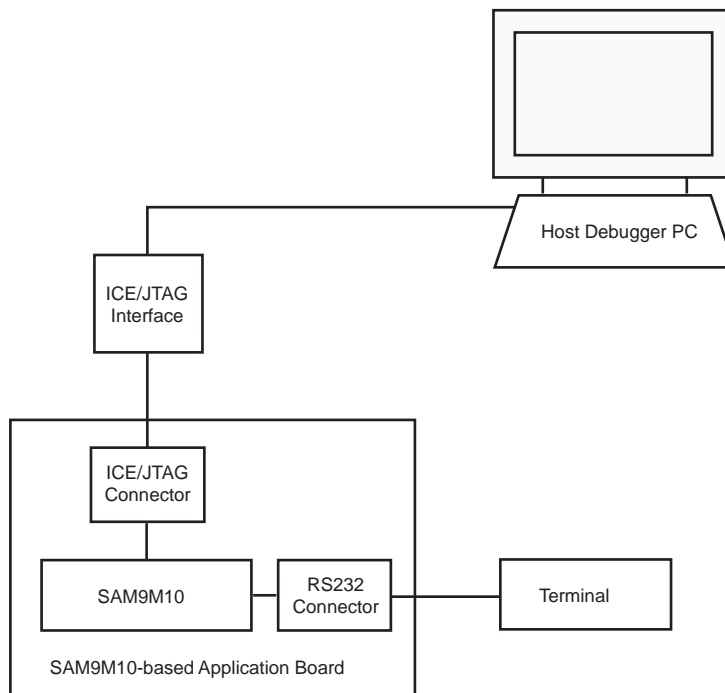 Host Debugger PC
ICE/JTAG
Interface
ICE/JTAG
Connector
SAM9M10
RS232
Connector
Terminal
SAM9M10-based Application Board